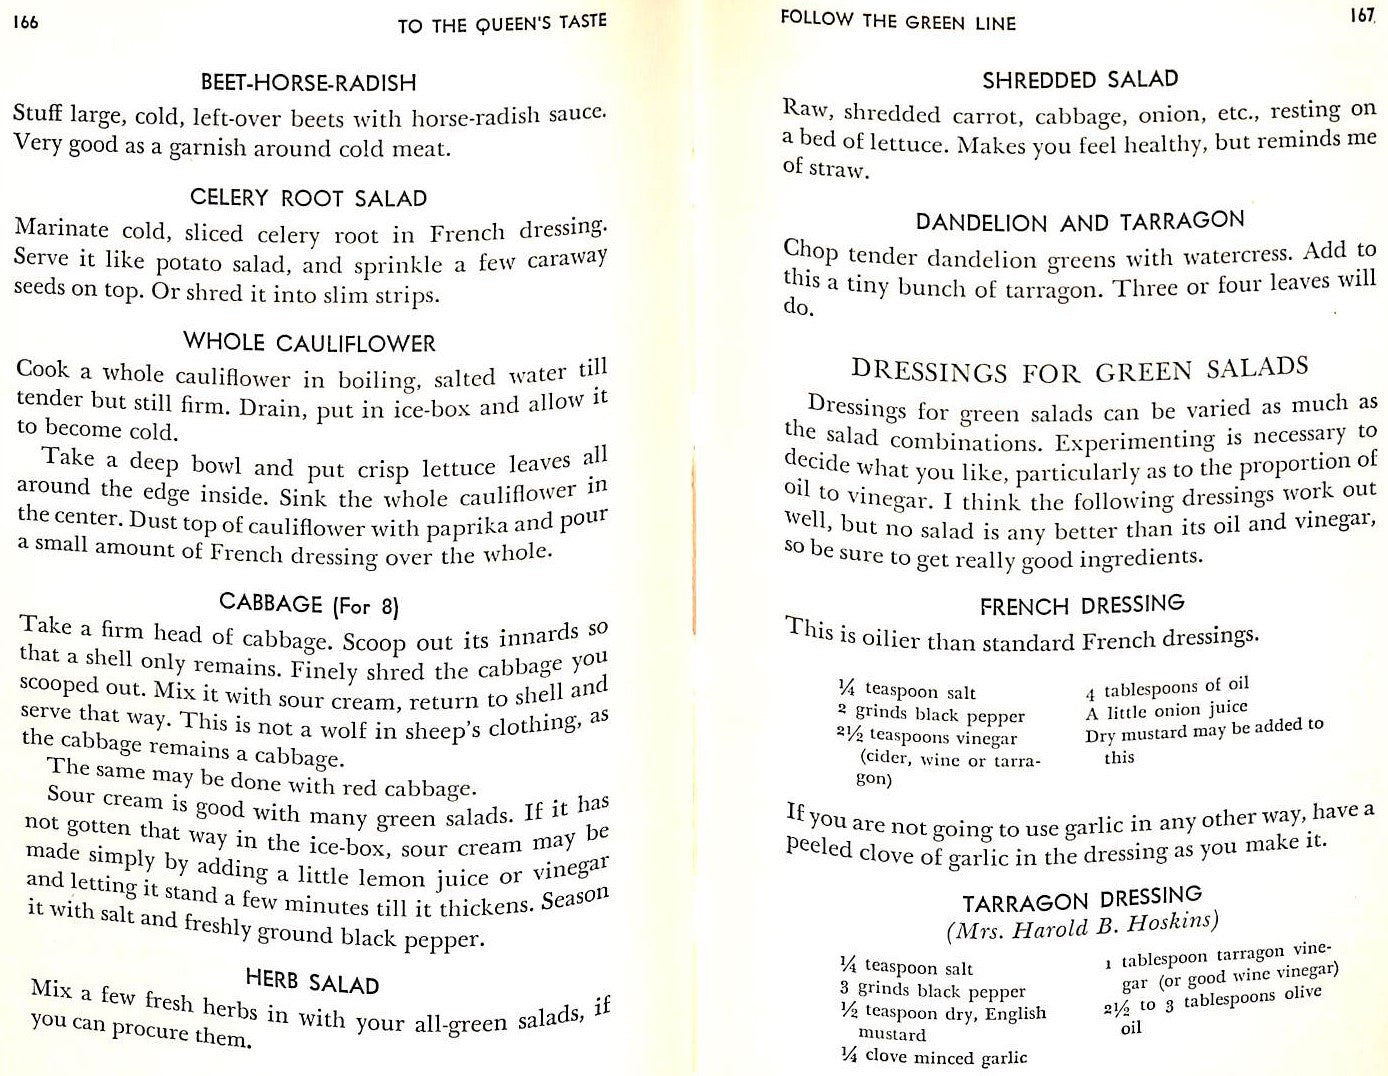 166
TO THE QUEEN'S TASTE
BEET-HORSE-RADISH
Stuff large, cold, left-over beets with horse-radish sauce.
Very good as a garnish around cold meat.
CELERY ROOT SALAD
Marinate cold, sliced celery root in French dressing.
Serve it like potato salad, and sprinkle a few caraway
seeds on top. Or shred it into slim strips.
WHOLE CAULIFLOWER
Cook a whole cauliflower in boiling, salted water till
tender but still firm. Drain, put in ice-box and allow it
to become cold.
Take a deep bowl and put crisp lettuce leaves all
around the edge inside. Sink the whole cauliflower in
the center. Dust top of cauliflower with paprika and pour
a small amount of French dressing over the whole.
CABBAGE (For 8)
Take a firm head of cabbage. Scoop out its innards so
that a shell only remains. Finely shred the cabbage you
scooped out. Mix it with sour cream, return to shell and
serve that way. This is not a wolf in sheep's clothing, as
the cabbage remains a cabbage.
The same may be done with red cabbage.
Sour cream is good with many green salads. If it has
not gotten that way in the ice-box, sour cream may be
made simply by adding a little lemon juice or vinegar
and letting it stand a few minutes till it thickens. Season
it with salt and freshly ground black pepper.
HERB SALAD
Mix a few fresh herbs in with your all-green salads, if
you can procure them.
FOLLOW THE GREEN LINE
167
SHREDDED SALAD
Raw, shredded carrot, cabbage, onion, etc., resting on
a bed of lettuce. Makes you feel healthy, but reminds me
of straw.
DANDELION AND TARRAGON
Chop tender dandelion greens with watercress. Add to
this a tiny bunch of tarragon. Three or four leaves will
do.
DRESSINGS FOR GREEN SALADS
Dressings for green salads can be varied as much as
the salad combinations. Experimenting is necessary to
decide what you like, particularly as to the proportion of
oil to vinegar. I think the following dressings work out
well, but no salad is any better than its oil and vinegar,
so be sure to get really good ingredients.
FRENCH DRESSING
This is oilier than standard French dressings.
¼ teaspoon salt
2 grinds black pepper
2½ teaspoons vinegar
(cider, wine or tarra-
gon)
4 tablespoons of oil
A little onion juice
Dry mustard may be added to
this
If you are not going to use garlic in any other way, have a
peeled clove of garlic in the dressing as you make it.
TARRAGON DRESSING
(Mrs. Harold B. Hoskins)
¼ teaspoon salt
3 grinds black pepper
½ teaspoon dry, English
mustard
¼ clove minced garlic
1 tablespoon tarragon vine-
gar (or good wine vinegar)
2½ to 3 tablespoons olive
oil